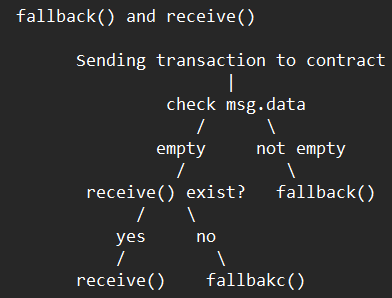 fallback() and receive()
Sending transaction to contract
|
check msg.data
/ \
empty not empty
/ \
receive() exist? fallback()
/ \
yes no
/ \
receive() fallbakc()